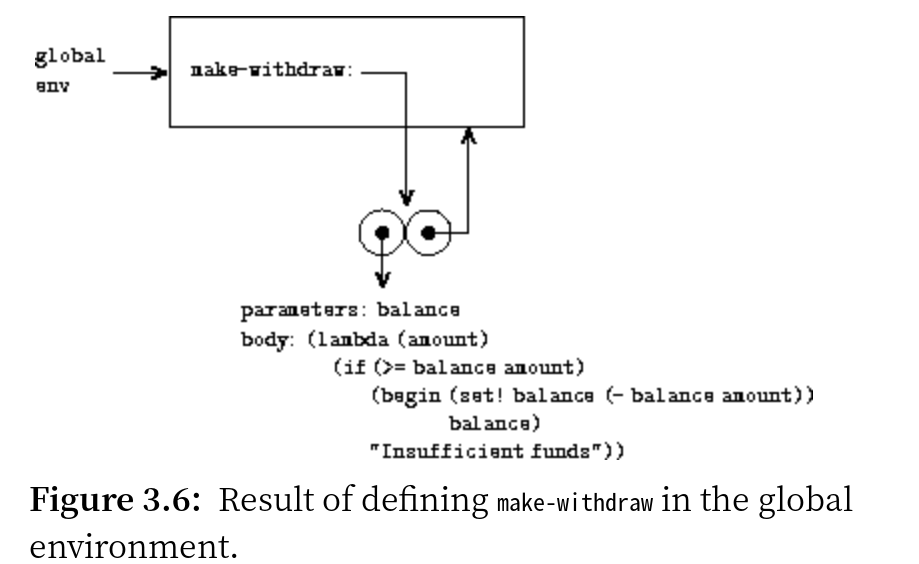 global
env
make-withdraw:
parameters: balance
body: (lambda (amount)
(if (>= balance amount)
(begin (set! balance (- balance amount))
balance)
"Insufficient funds"))
Figure 3.6: Result of defining make-withdraw in the global
environment.